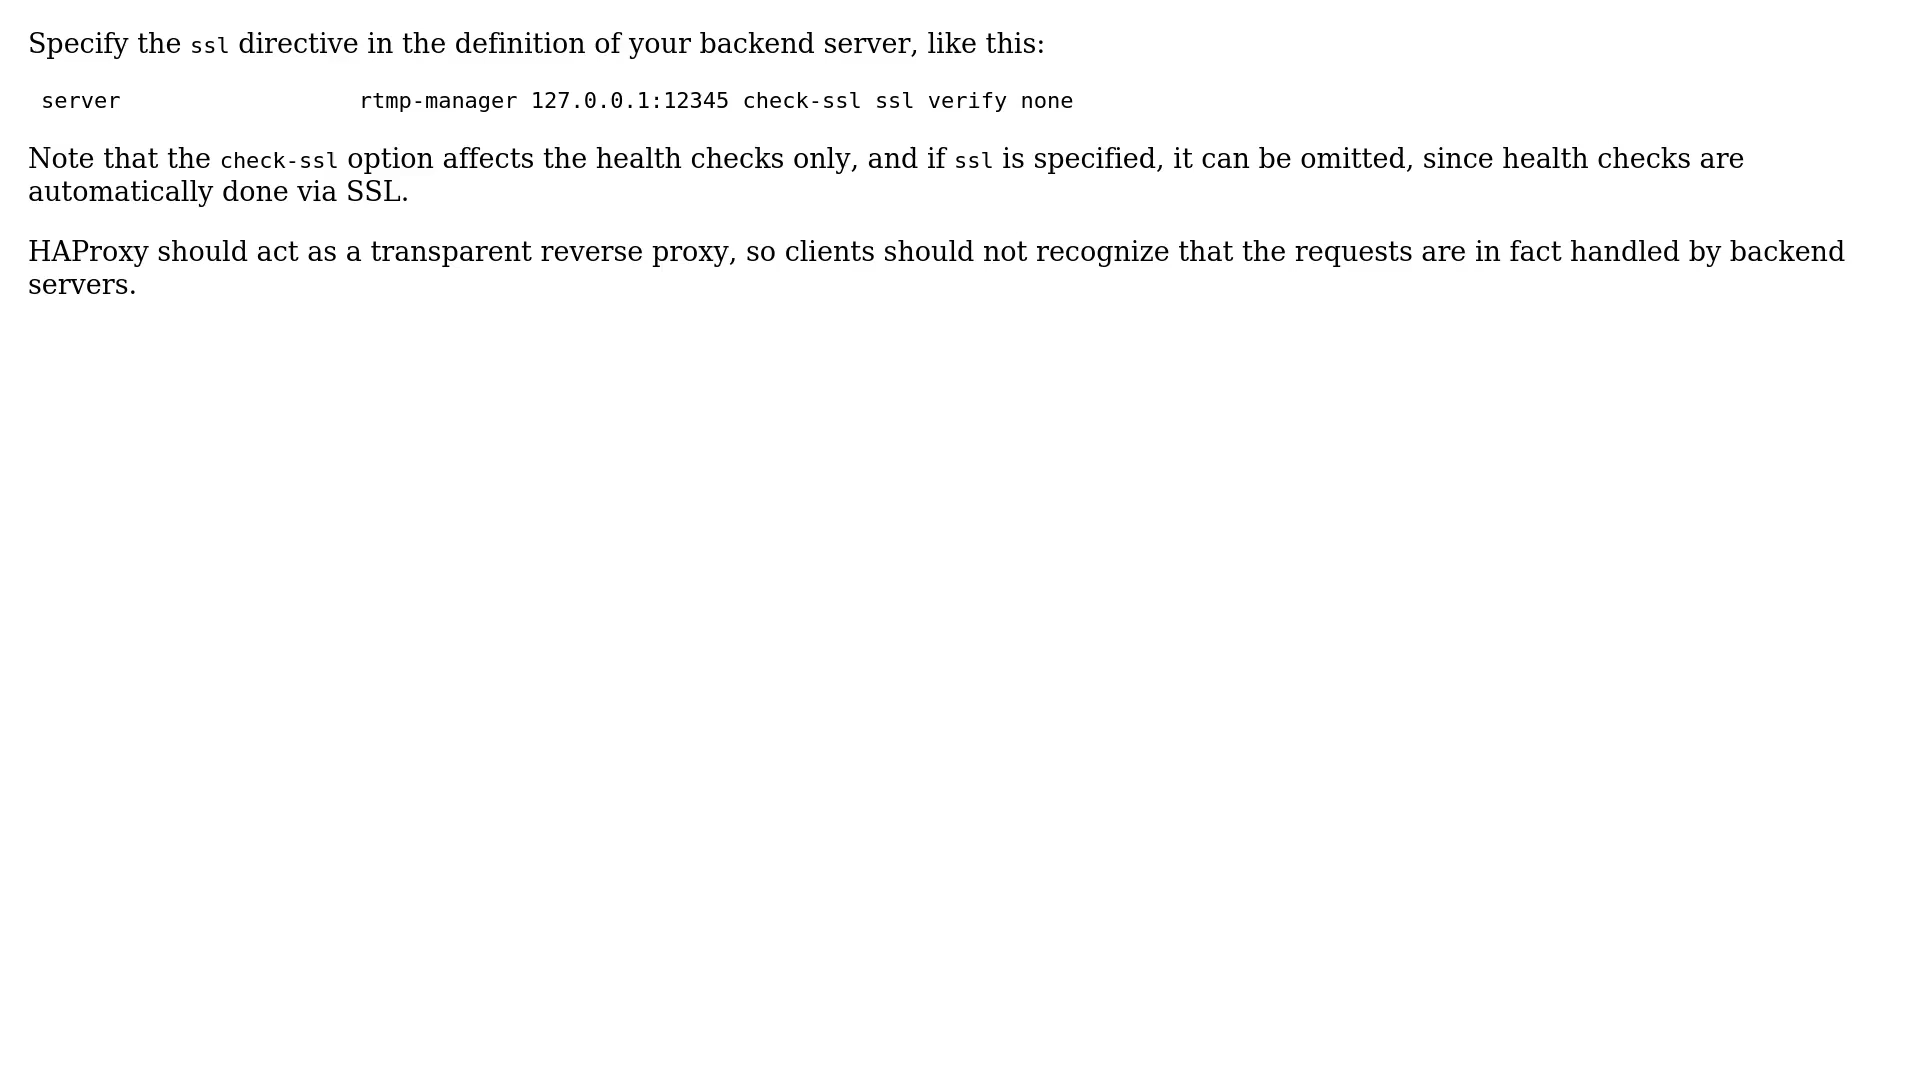 Specify the ssl directive in the definition of your backend server, like this:
server                  rtmp-manager 127.0.0.1:12345 check-ssl ssl verify none
Note that the check-ssl option affects the health checks only, and if ssl is specified, it can be omitted, since health checks are
automatically done via SSL.
HAProxy should act as a transparent reverse proxy, so clients should not recognize that the requests are in fact handled by backend
servers.